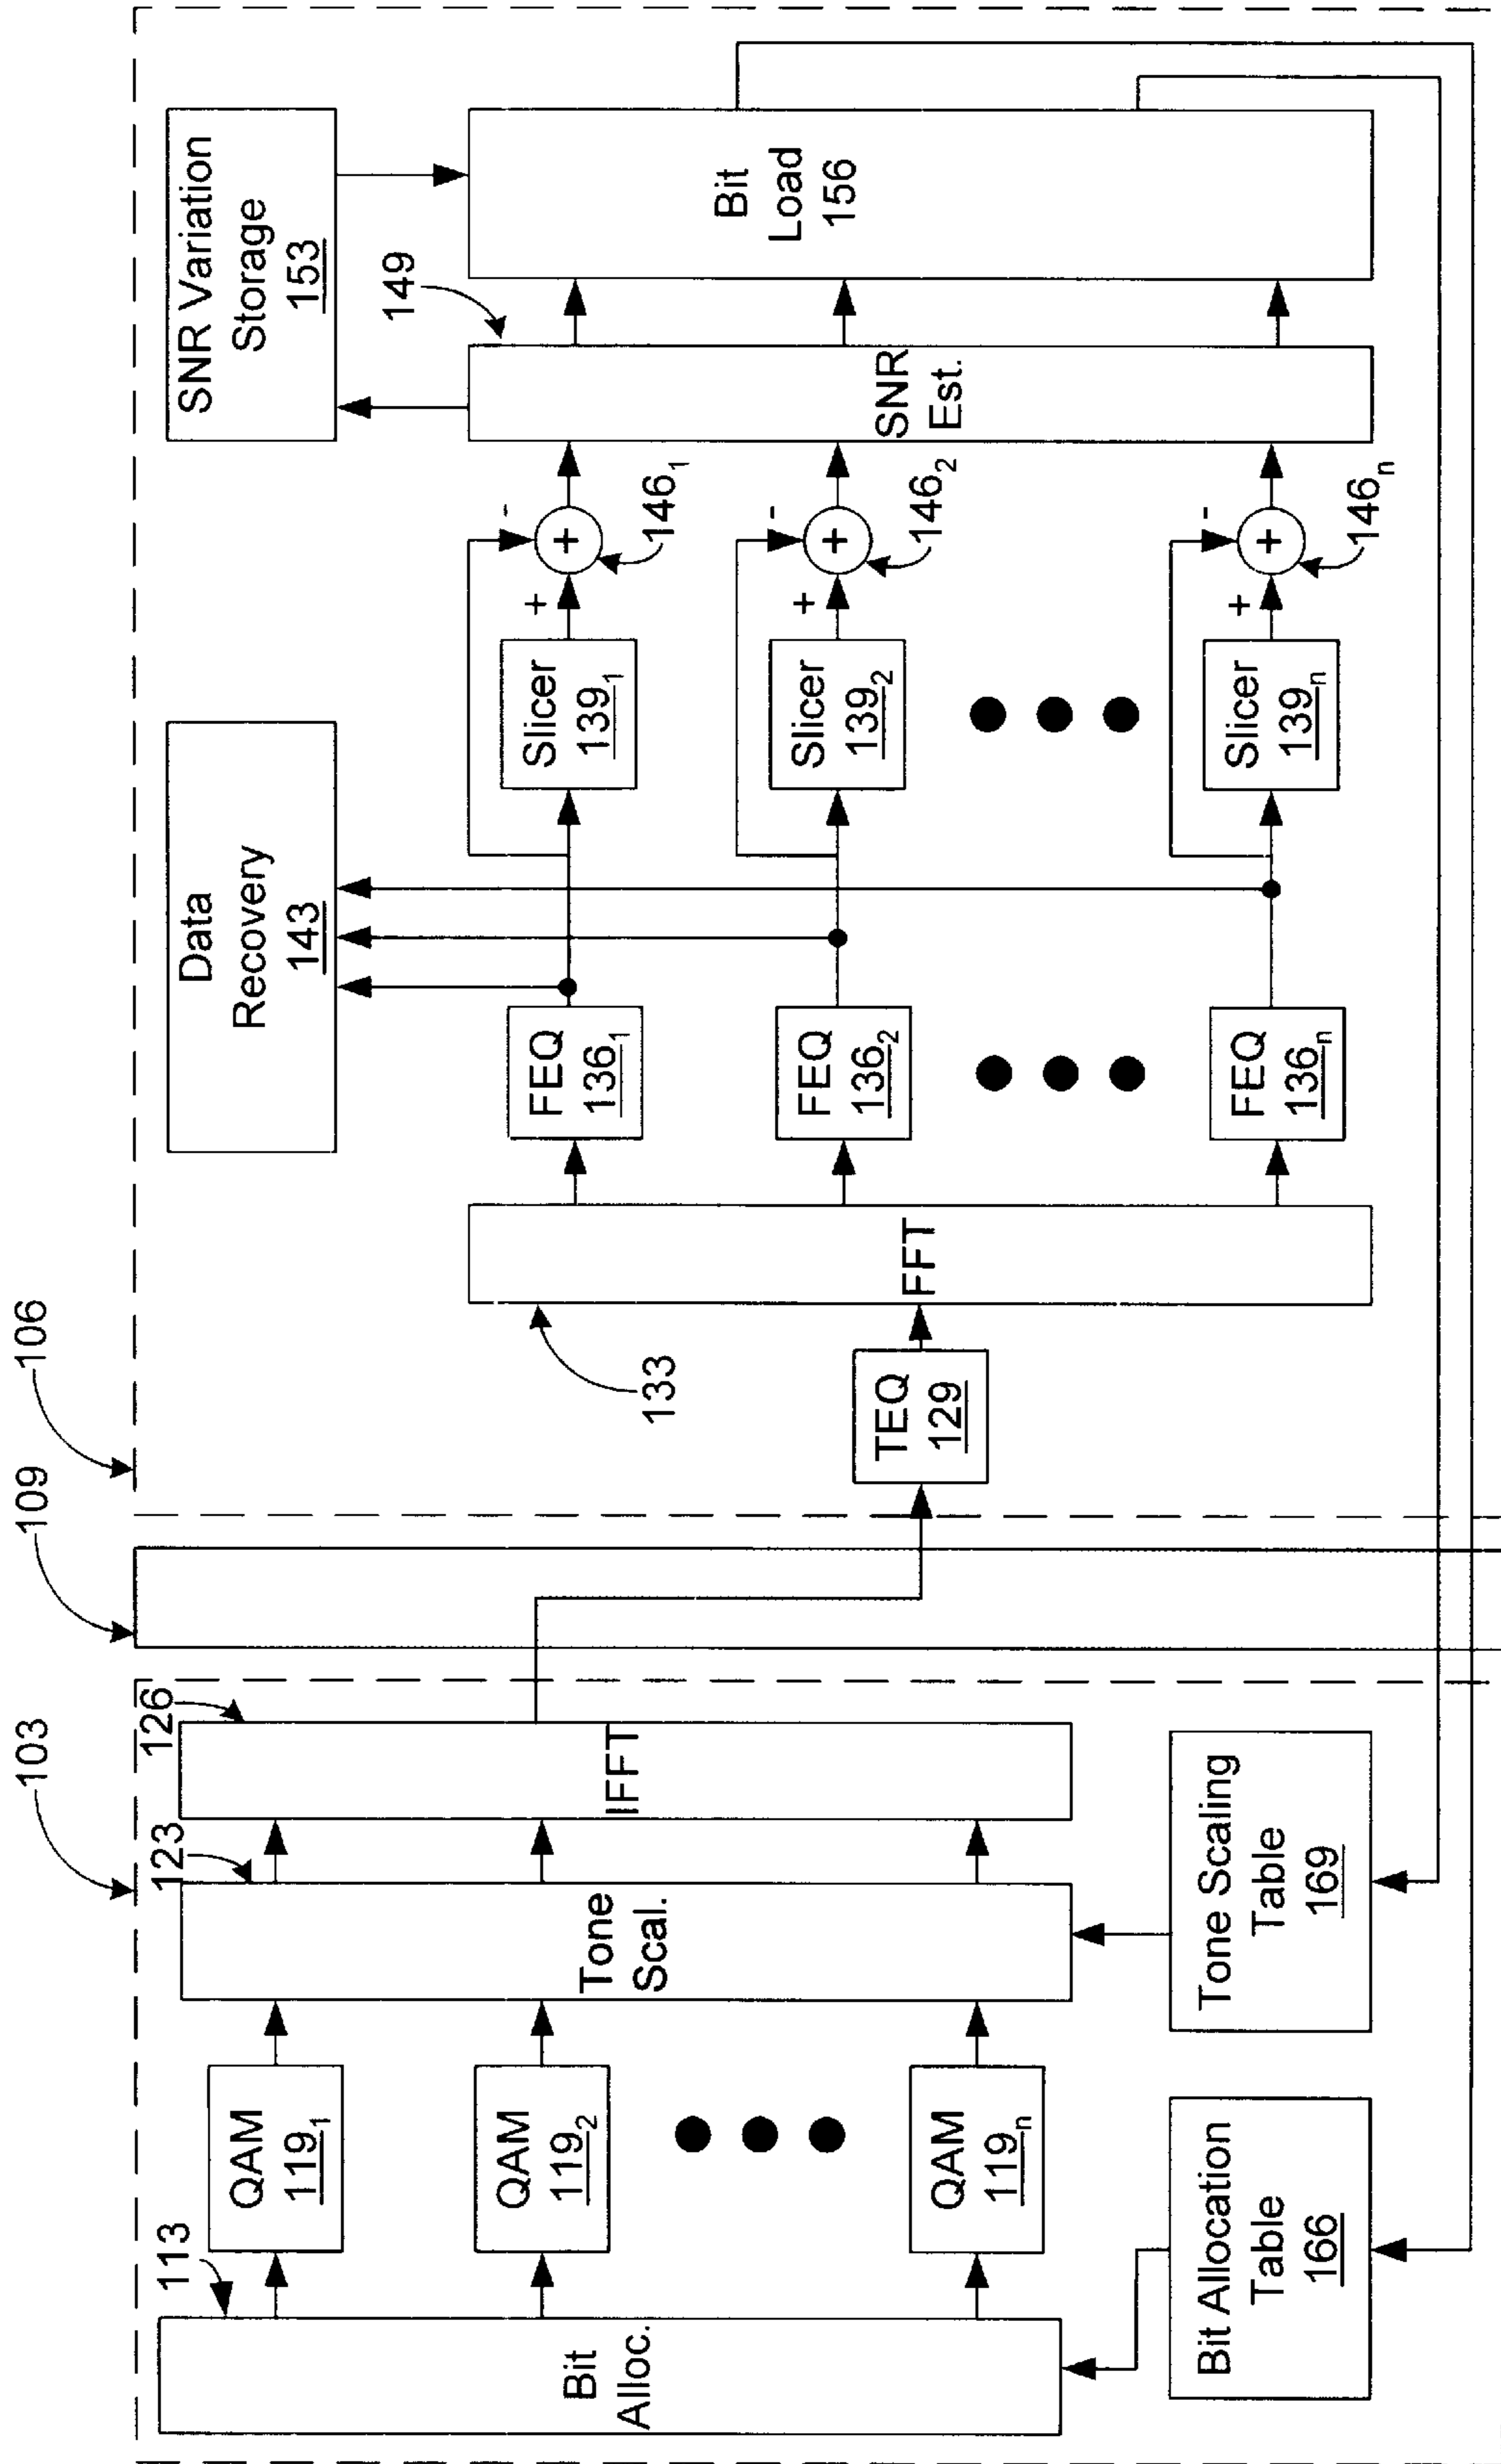 103
109
106
113
Bit
Alloc.
QAM
119₁
QAM
119₂
QAM
119ₙ
123
Tone
Scal.
126
IFFT
Bit Allocation
Table
166
Tone Scaling
Table
169
TEQ
129
133
FFT
FEQ
136₁
FEQ
136₂
FEQ
136ₙ
Data
Recovery
143
Slicer
139₁
Slicer
139₂
Slicer
139ₙ
+
-
+
146₁
+
-
+
146₂
+
-
+
146ₙ
149
SNR
Est.
SNR Variation
Storage
153
Bit
Load
156